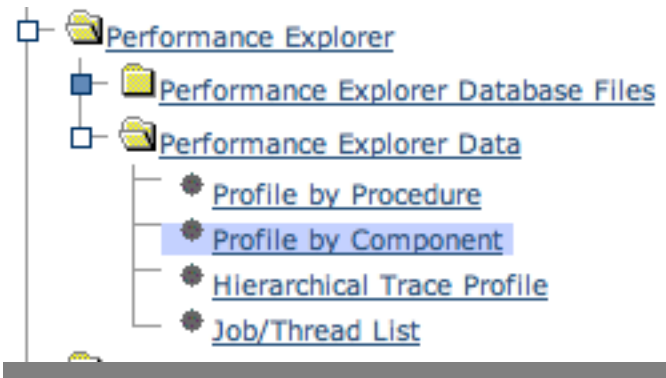 Performance Explorer
Performance Explorer Database Files
Performance Explorer Data
Profile by Procedure
Profile by Component
Hierarchical Trace Profile
Job/Thread List